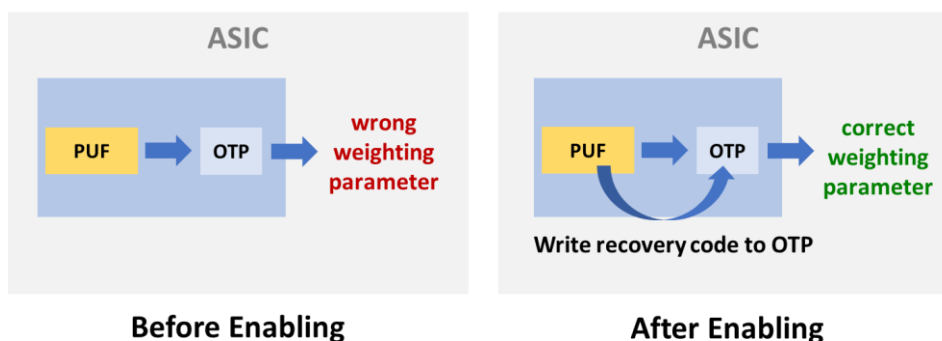 ASIC
PUF
OTP
wrong
weighting
parameter
Before Enabling
ASIC
PUF
OTP
correct
weighting
parameter
Write recovery code to OTP
After Enabling